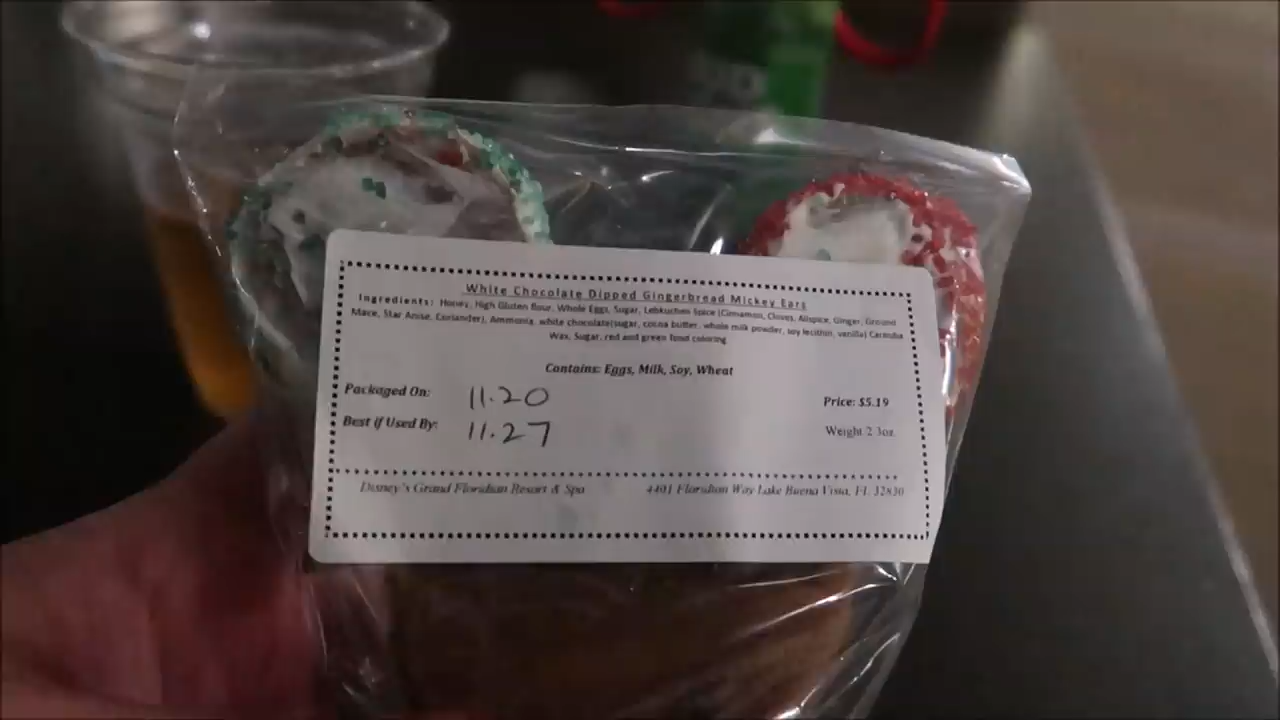 White Chocolate Dipped Gingerbread Mickey Ears
Ingredients: Honey, High Gluten flour, Whole Eggs, Sugar, Lebkuchen Spice (Cinnamon, Cloves, Allspice, Ginger, Ground
Mace, Star Anise, Coriander), Ammonia, white chocolate(sugar, cocoa butter, whole milk powder, soy lecithin, vanilla)
Wax, Sugar, red and green food coloring
Contains: Eggs, Milk, Soy, Wheat
Packaged On: 11.20
Price: $5.19
Best if Used By: 11.27
Weight 2.3oz.
Disney's Grand Floridian Resort & Spa 4401 Floridian Way Lake Buena Vista, FL 32830